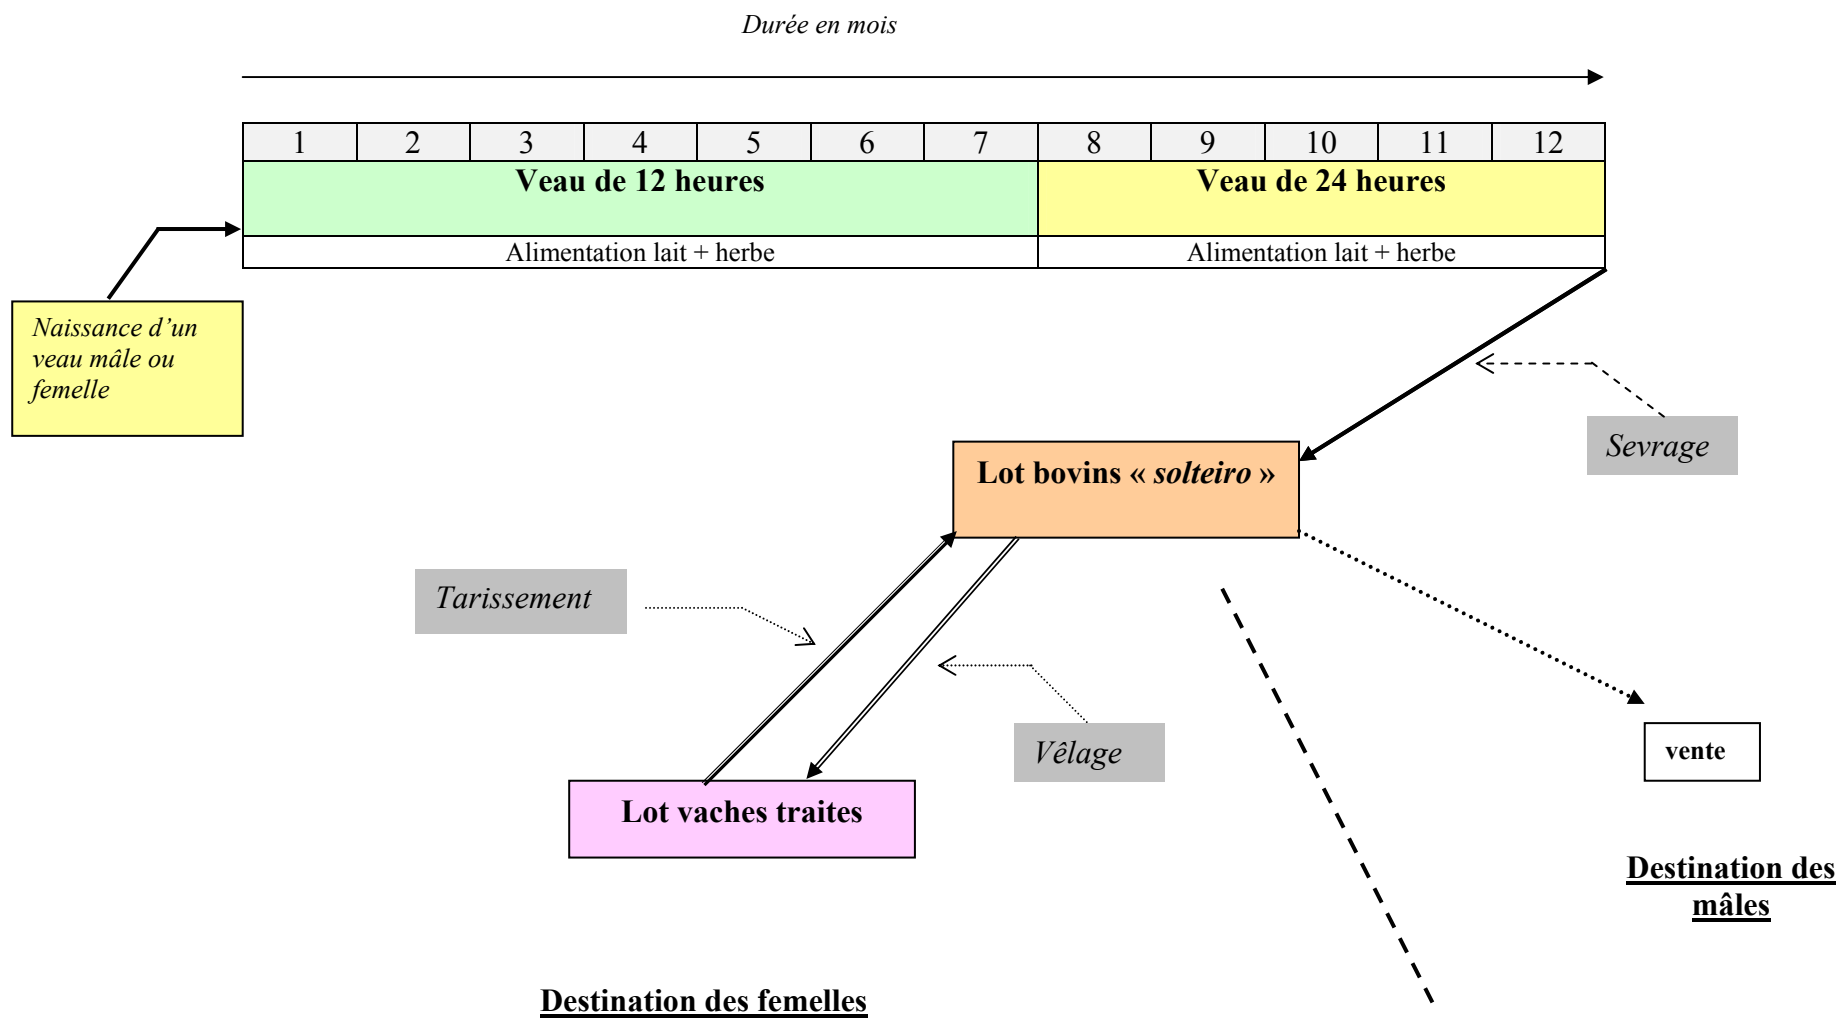 Durée en mois
1 2 3 4 5 6 7 8 9 10 11 12
Veau de 12 heures
Veau de 24 heures
Alimentation lait + herbe
Alimentation lait + herbe
Naissance d’un
veau mâle ou
femelle
Sevrage
Lot bovins « solteiro »
Tarissement
Vêlage
vente
Lot vaches traites
Destination des
mâles
Destination des femelles